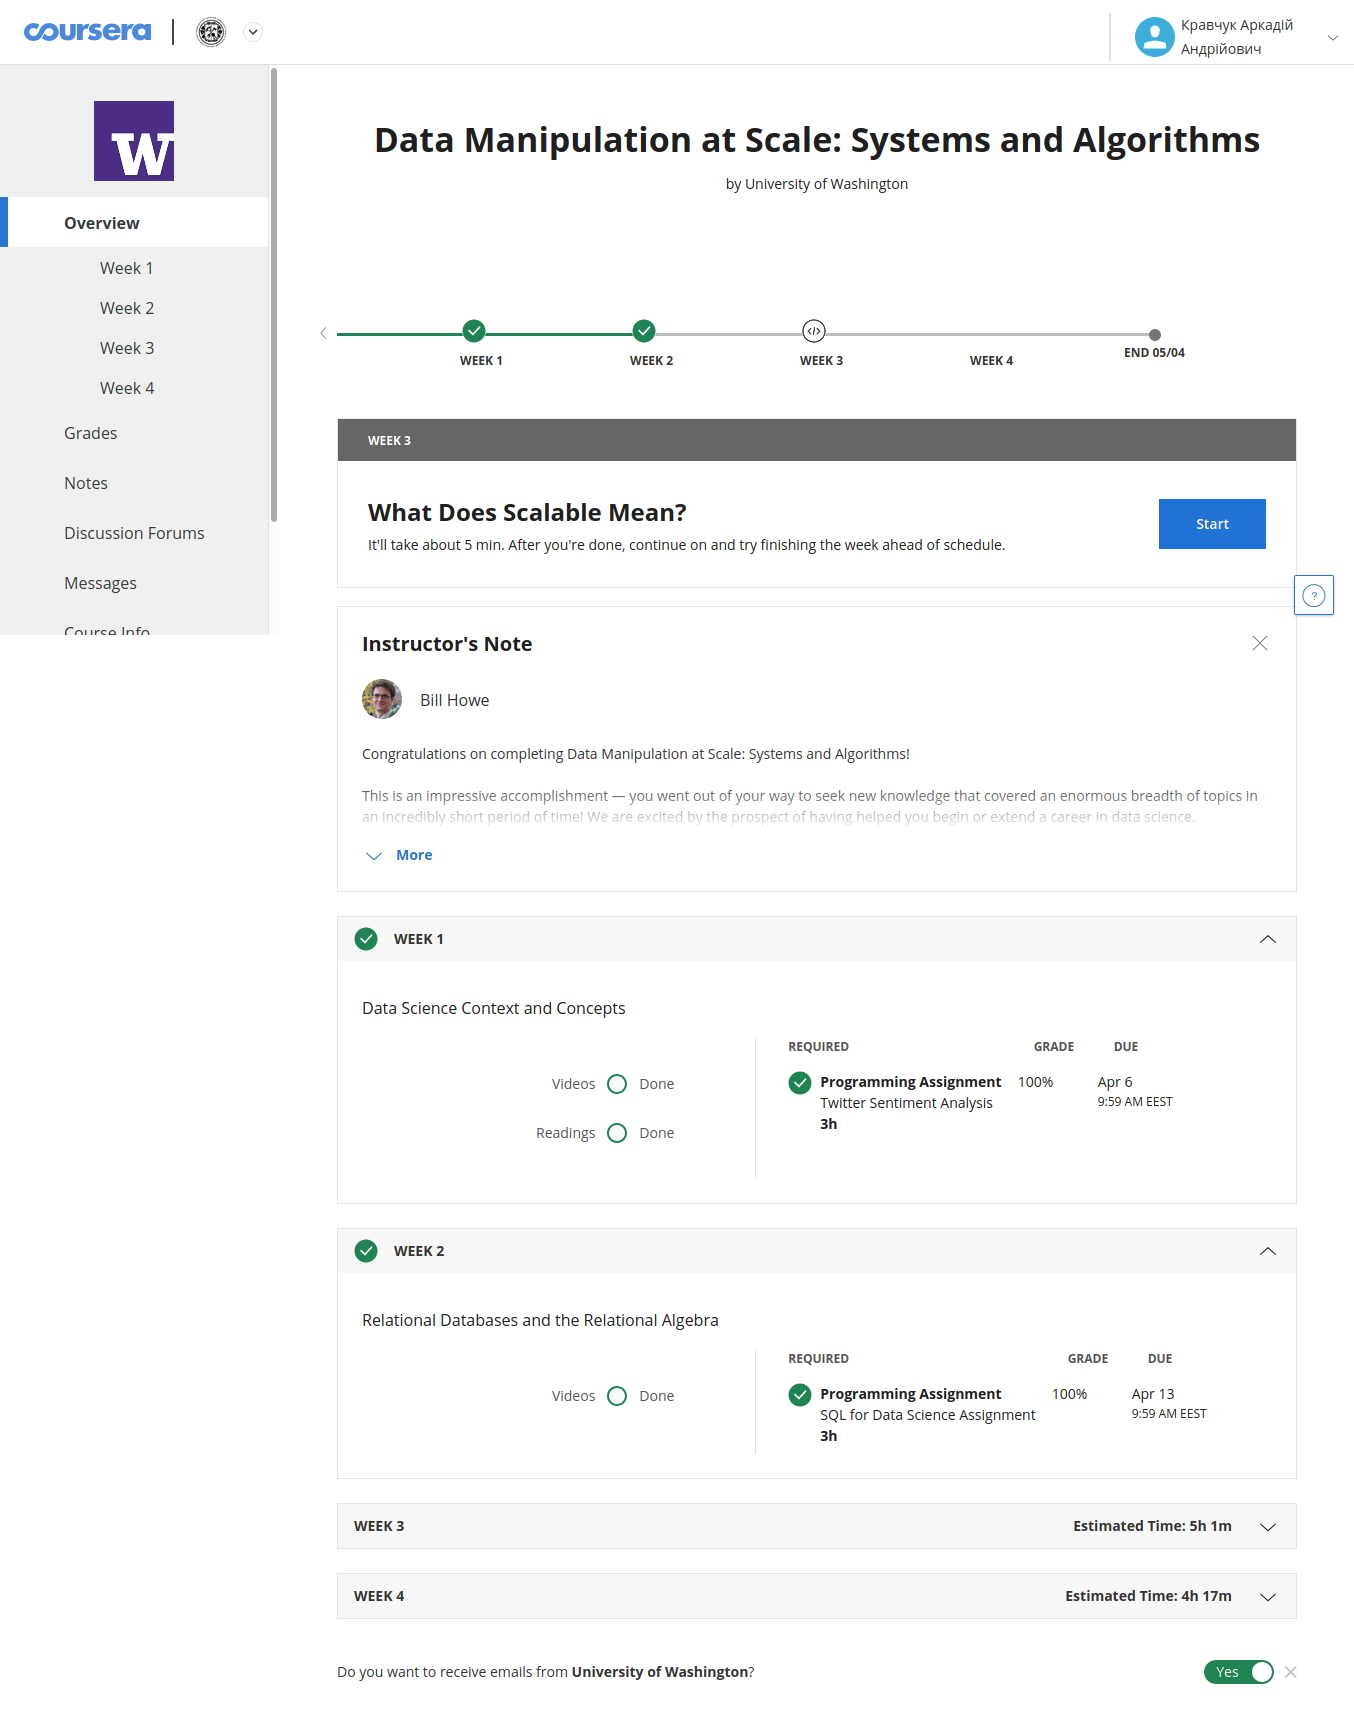 coursera
Кравчук Аркадій
Андрійович
W
Overview
Week 1
Week 2
Week 3
Week 4
Grades
Notes
Discussion Forums
Messages
Course Info
Data Manipulation at Scale: Systems and Algorithms
by University of Washington
WEEK 1
WEEK 2
WEEK 3
WEEK 4
END 05/04
WEEK 3
What Does Scalable Mean?
It'll take about 5 min. After you're done, continue on and try finishing the week ahead of schedule.
Start
?
Instructor's Note
Bill Howe
Congratulations on completing Data Manipulation at Scale: Systems and Algorithms!
This is an impressive accomplishment — you went out of your way to seek new knowledge that covered an enormous breadth of topics in
an incredibly short period of time! We are excited by the prospect of having helped you begin or extend a career in data science.
More
WEEK 1
Data Science Context and Concepts
Videos Done
Readings Done
REQUIRED GRADE DUE
Programming Assignment 100% Apr 6
Twitter Sentiment Analysis 9:59 AM EEST
3h
WEEK 2
Relational Databases and the Relational Algebra
Videos Done
REQUIRED GRADE DUE
Programming Assignment 100% Apr 13
SQL for Data Science Assignment 9:59 AM EEST
3h
WEEK 3 Estimated Time: 5h 1m
WEEK 4 Estimated Time: 4h 17m
Do you want to receive emails from University of Washington? Yes